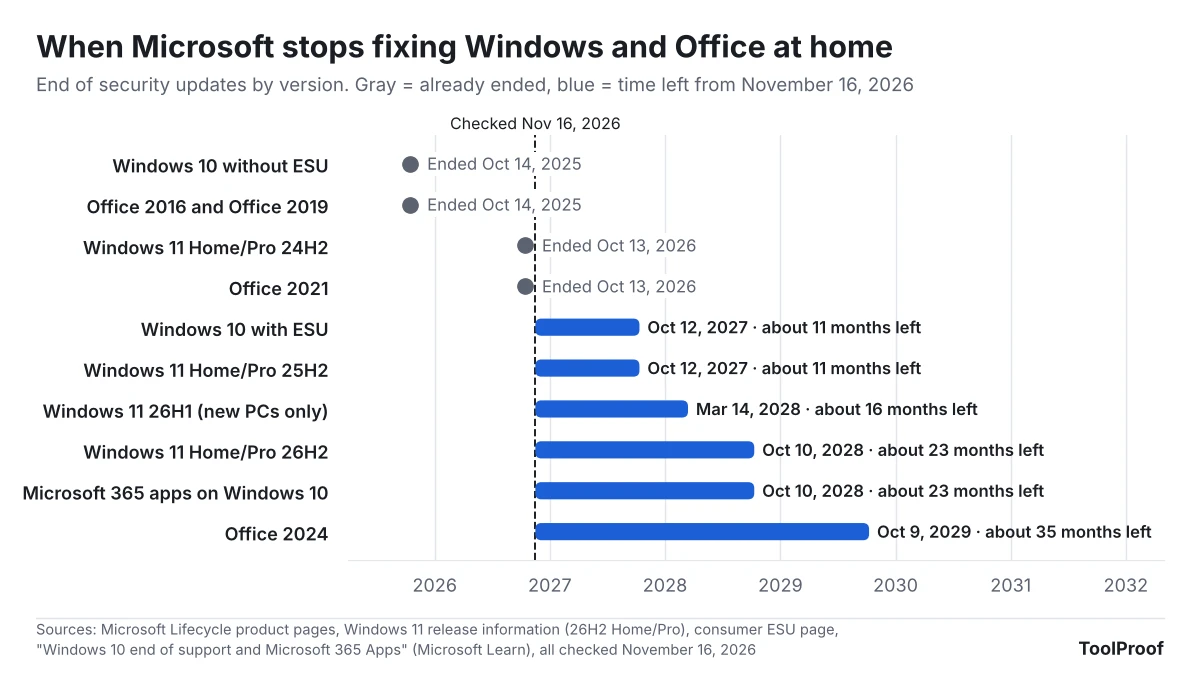 When Microsoft stops fixing Windows and Office at home
End of security updates by version. Gray = already ended, blue = time left from November 16, 2026
Checked Nov 16, 2026
Windows 10 without ESU Ended Oct 14, 2025
Office 2016 and Office 2019 Ended Oct 14, 2025
Windows 11 Home/Pro 24H2 Ended Oct 13, 2026
Office 2021 Ended Oct 13, 2026
Windows 10 with ESU Oct 12, 2027 · about 11 months left
Windows 11 Home/Pro 25H2 Oct 12, 2027 · about 11 months left
Windows 11 26H1 (new PCs only) Mar 14, 2028 · about 16 months left
Windows 11 Home/Pro 26H2 Oct 10, 2028 · about 23 months left
Microsoft 365 apps on Windows 10 Oct 10, 2028 · about 23 months left
Office 2024 Oct 9, 2029 · about 35 months left
2026 2027 2028 2029 2030 2031 2032
Sources: Microsoft Lifecycle product pages, Windows 11 release information (26H2 Home/Pro), consumer ESU page,
"Windows 10 end of support and Microsoft 365 Apps" (Microsoft Learn), all checked November 16, 2026
ToolProof